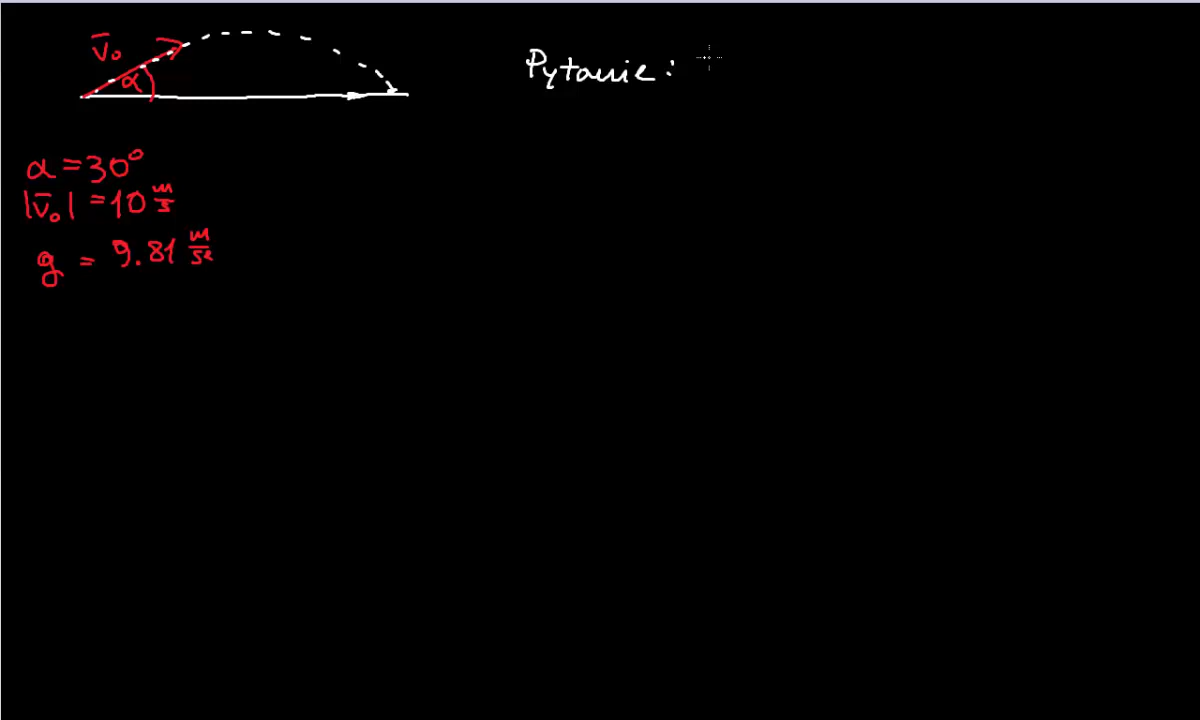 v̄₀
α
Pytanie:
α = 30°
|v̄₀| = 10 m/s
g = 9.81 m/s²